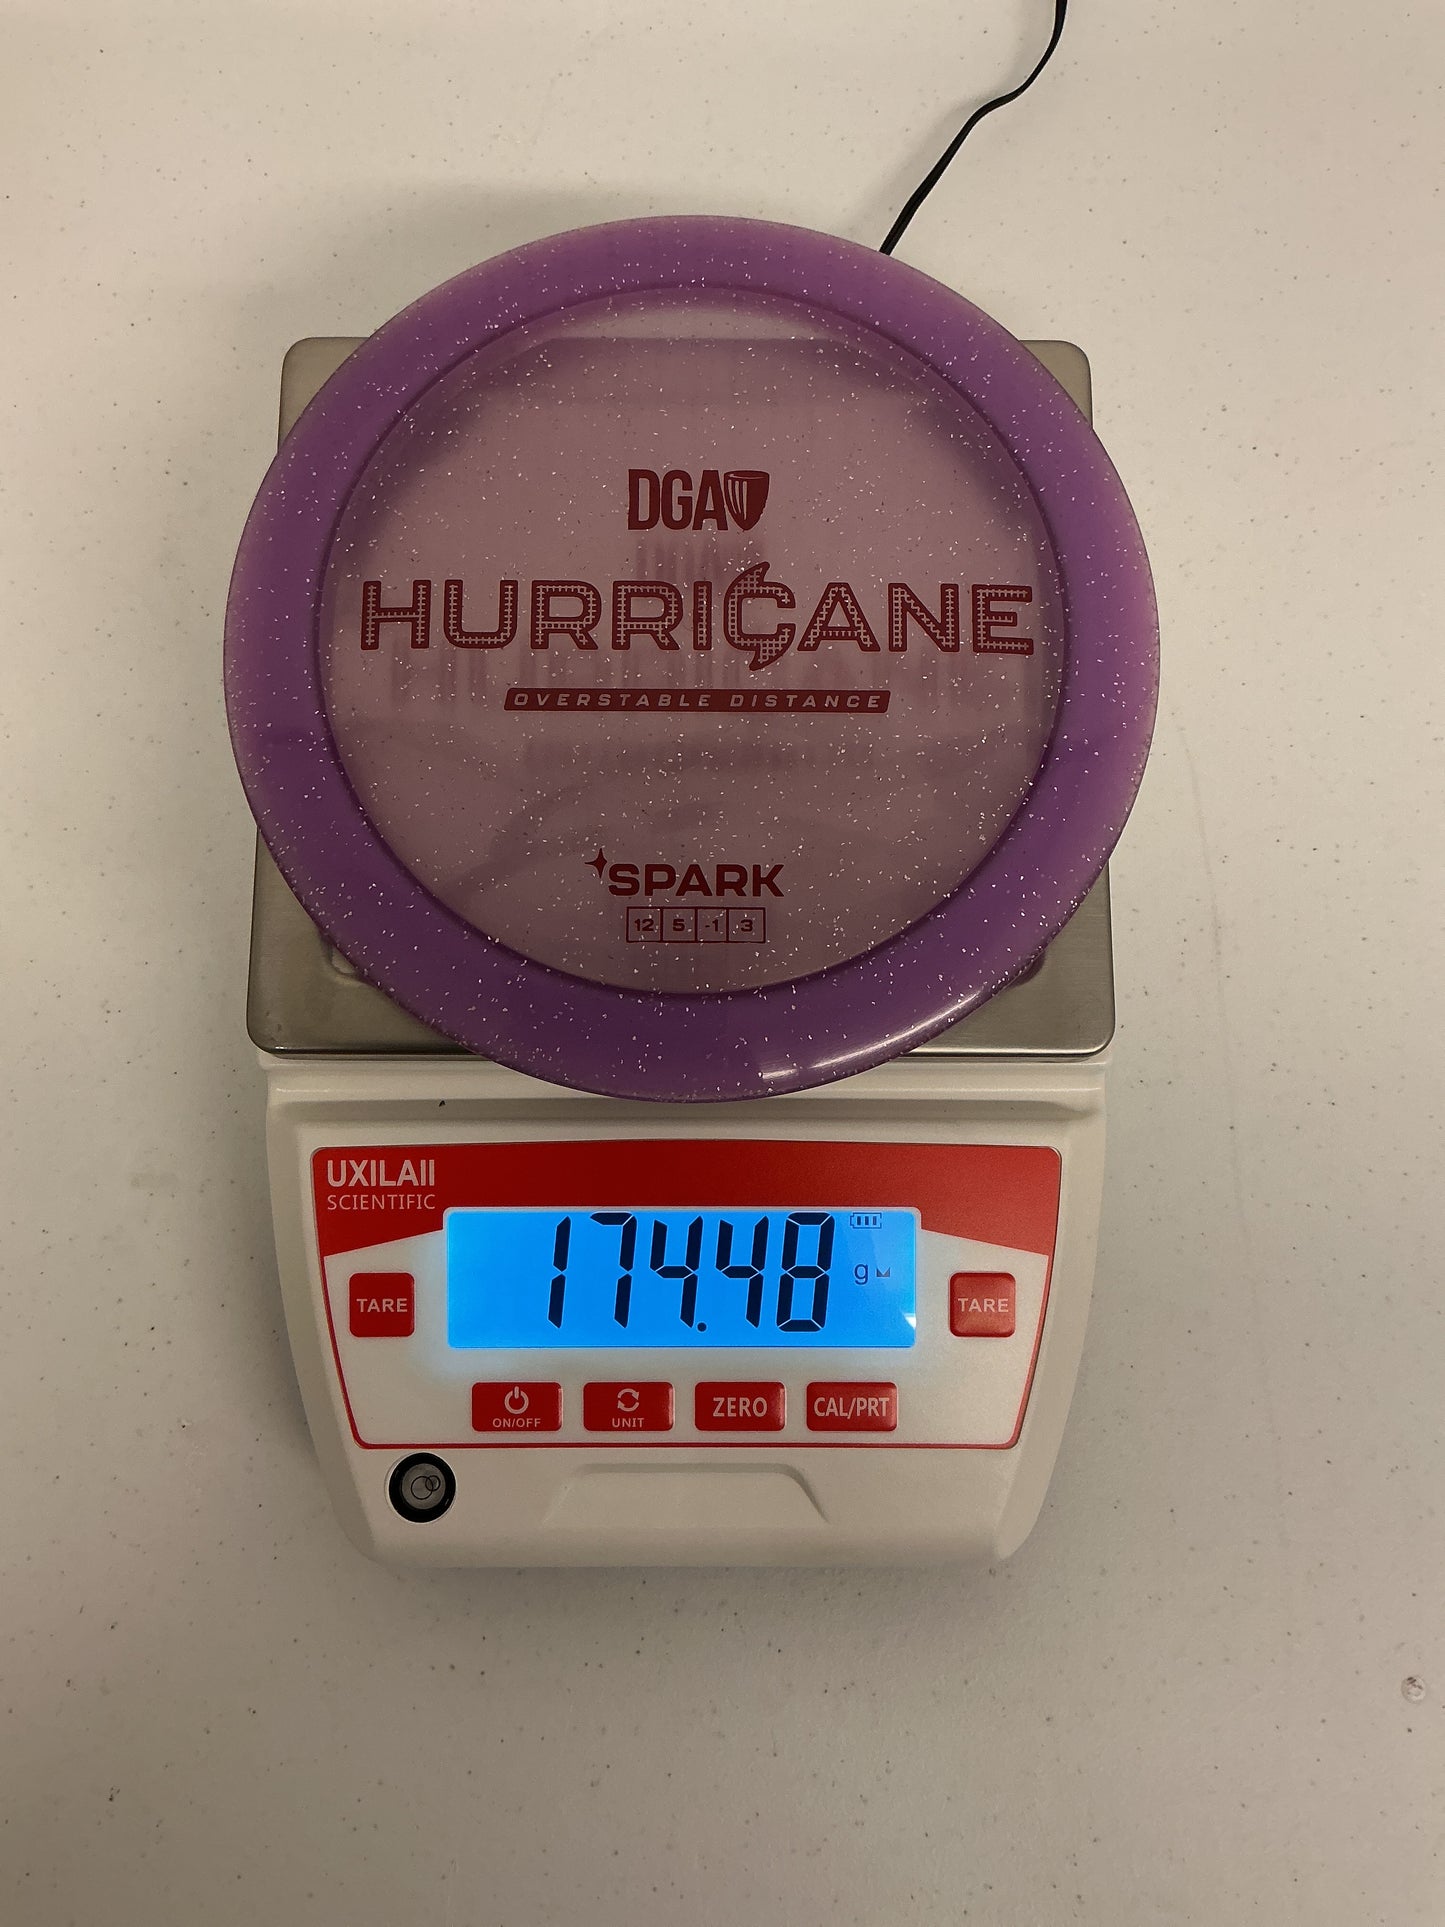 DGA
HURRICANE
OVERSTABLE DISTANCE
SPARK
12 5 -1 3
UXILAII
SCIENTIFIC
174.48 g
TARE
TARE
ON/OFF
UNIT
ZERO
CAL/PRT